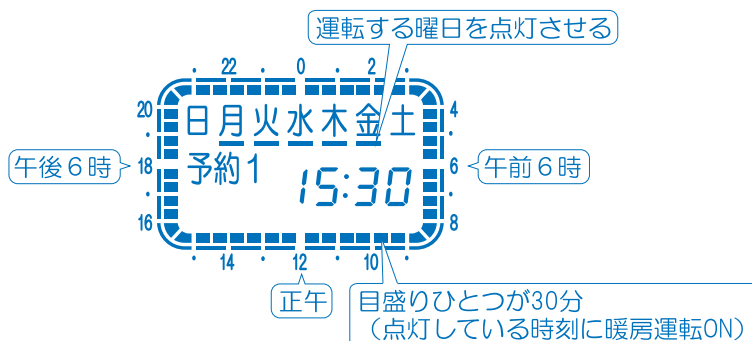 運転する曜日を点灯させる
22 0 2
20 日月火水木金土 4
午後6時 18 予約1 6 午前6時
15:30
16 8
14 12 10
正午
目盛りひとつが30分
（点灯している時刻に暖房運転ON）